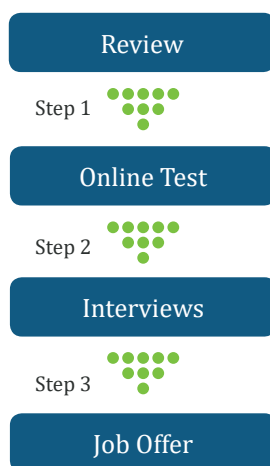 Review
Step 1
Online Test
Step 2
Interviews
Step 3
Job Offer